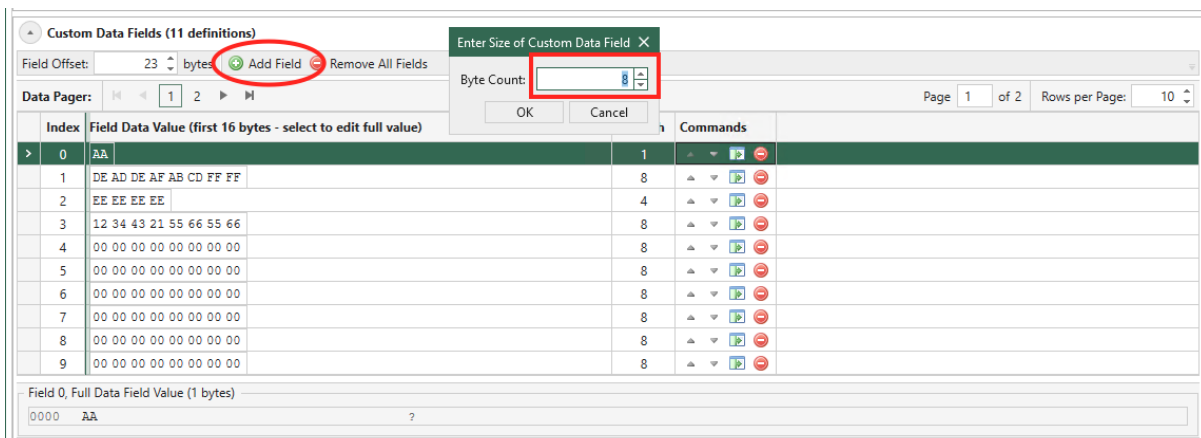 Custom Data Fields (11 definitions)
Enter Size of Custom Data Field
Field Offset: 23 bytes Add Field Remove All Fields
Byte Count: 8
OK Cancel
Data Pager: 1 2 Page 1 of 2 Rows per Page: 10
Index Field Data Value (first 16 bytes - select to edit full value) Commands
0 AA 1
1 DE AD DE AF AB CD FF FF 8
2 EE EE EE EE 4
3 12 34 43 21 55 66 55 66 8
4 00 00 00 00 00 00 00 00 8
5 00 00 00 00 00 00 00 00 8
6 00 00 00 00 00 00 00 00 8
7 00 00 00 00 00 00 00 00 8
8 00 00 00 00 00 00 00 00 8
9 00 00 00 00 00 00 00 00 8
Field 0, Full Data Field Value (1 bytes)
0000 AA ?